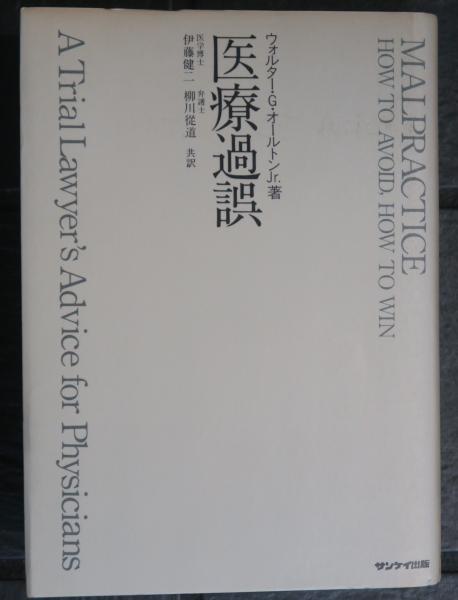 MALPRACTICE
HOW TO AVOID, HOW TO WIN
ウォルター・G・オールトンJr.著
医療過誤
医学博士 弁護士
伊藤健二 柳川従道 共訳
A Trial Lawyer's Advice for Physicians
サンケイ出版